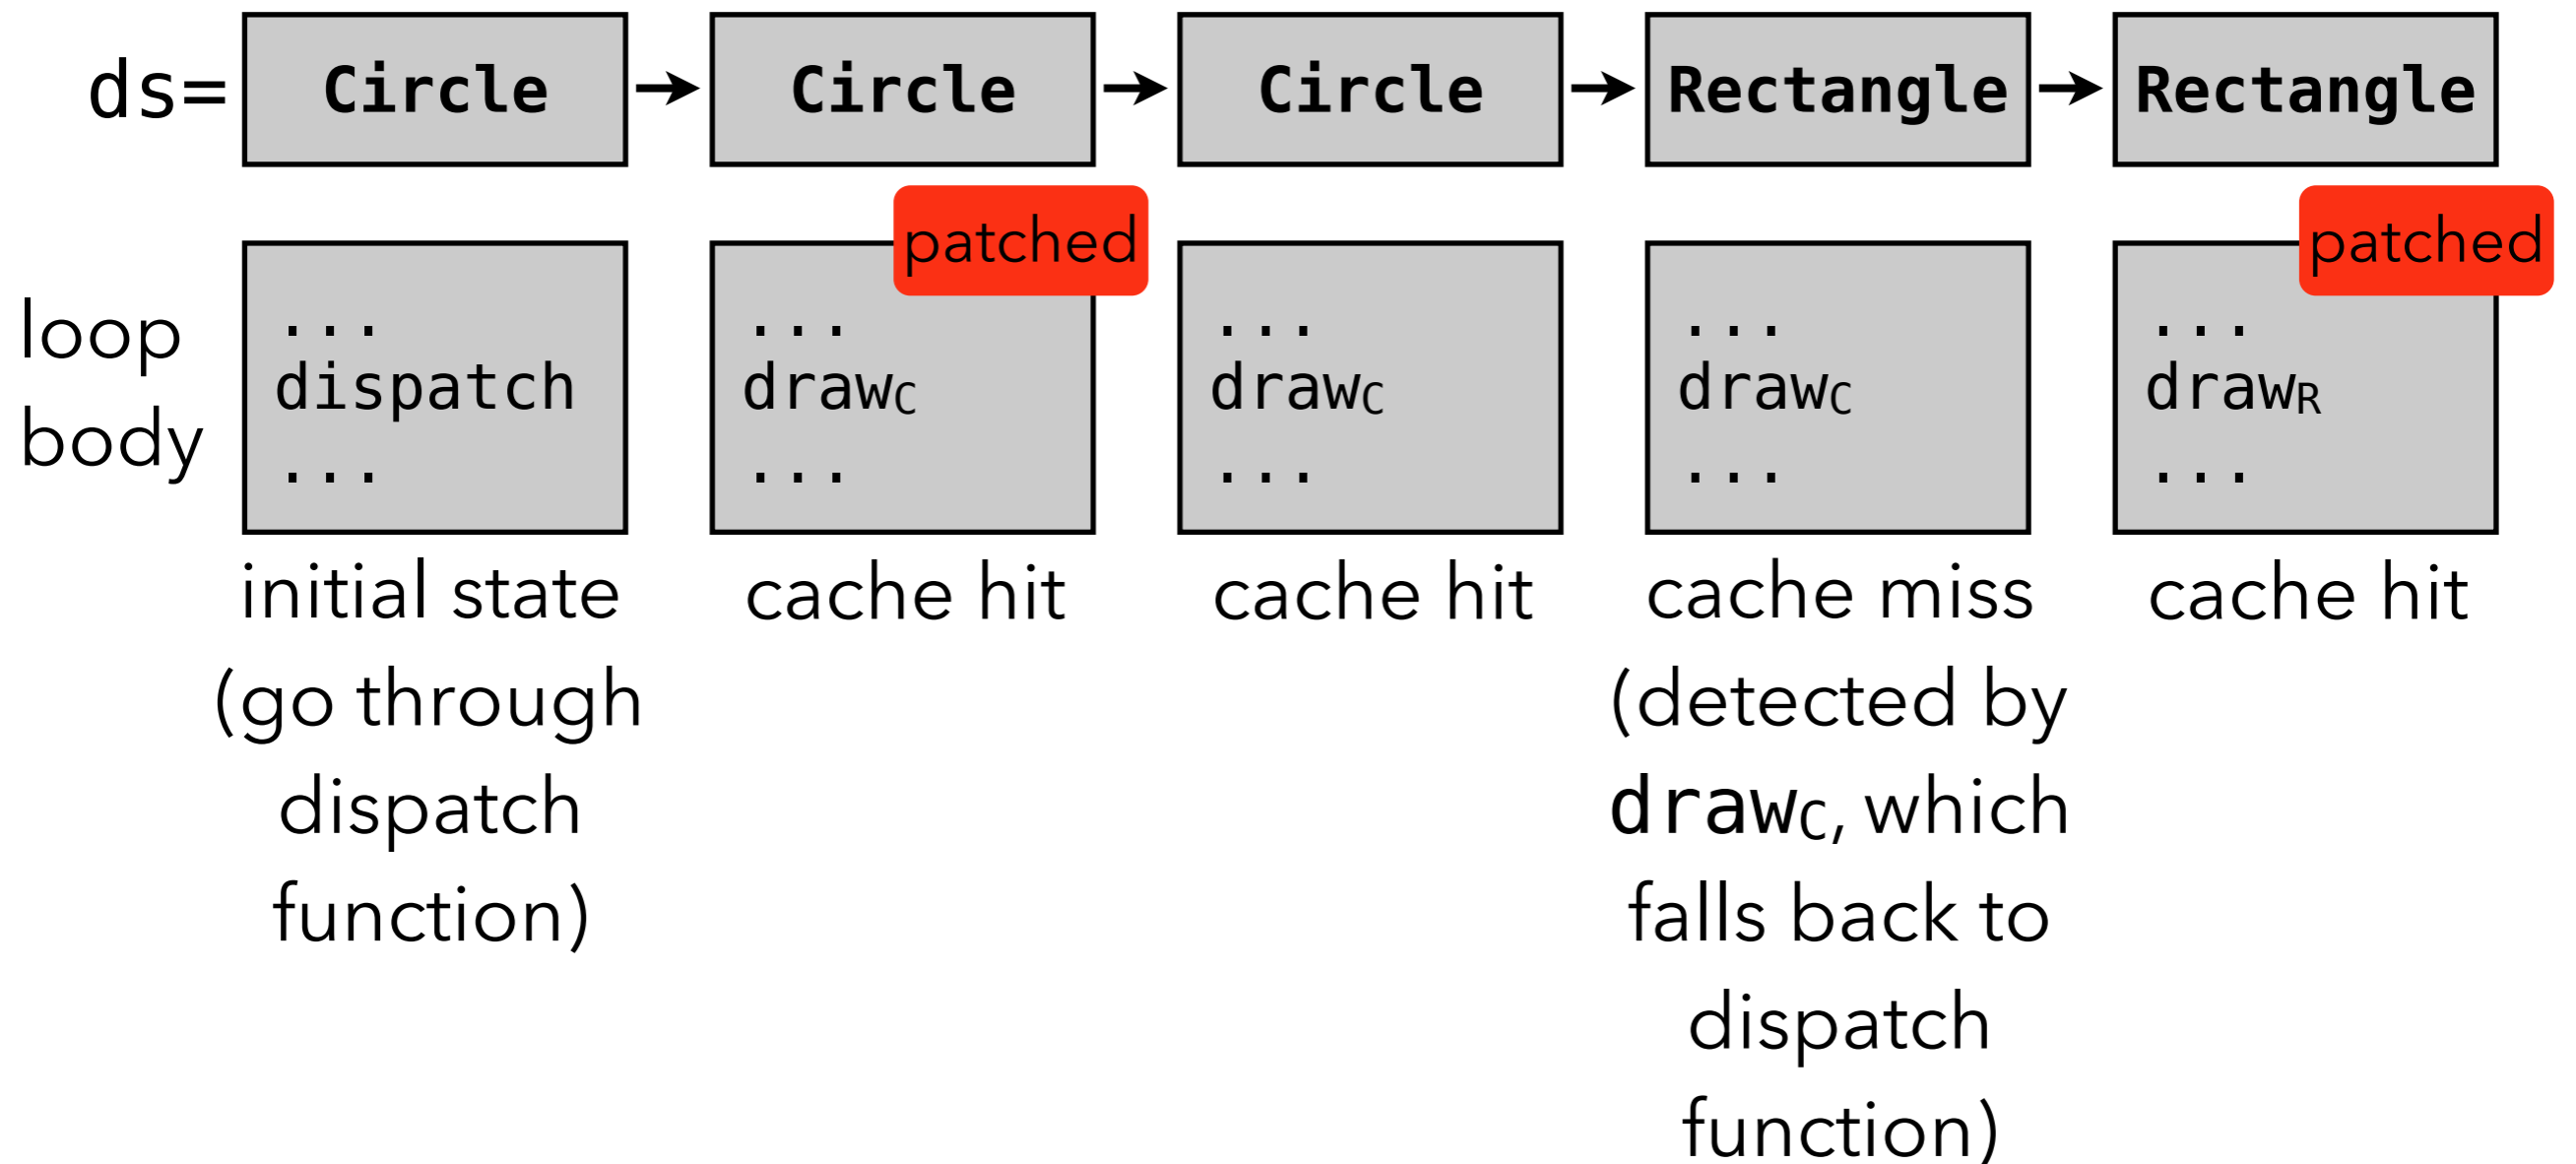 ds= Circle Circle Circle Rectangle Rectangle
patched patched
loop body
... ... ... ... ...
dispatch drawC drawC drawC drawR
... ... ... ... ...
initial state
(go through
dispatch
function)
cache hit
cache hit
cache miss
(detected by
drawC, which
falls back to
dispatch
function)
cache hit